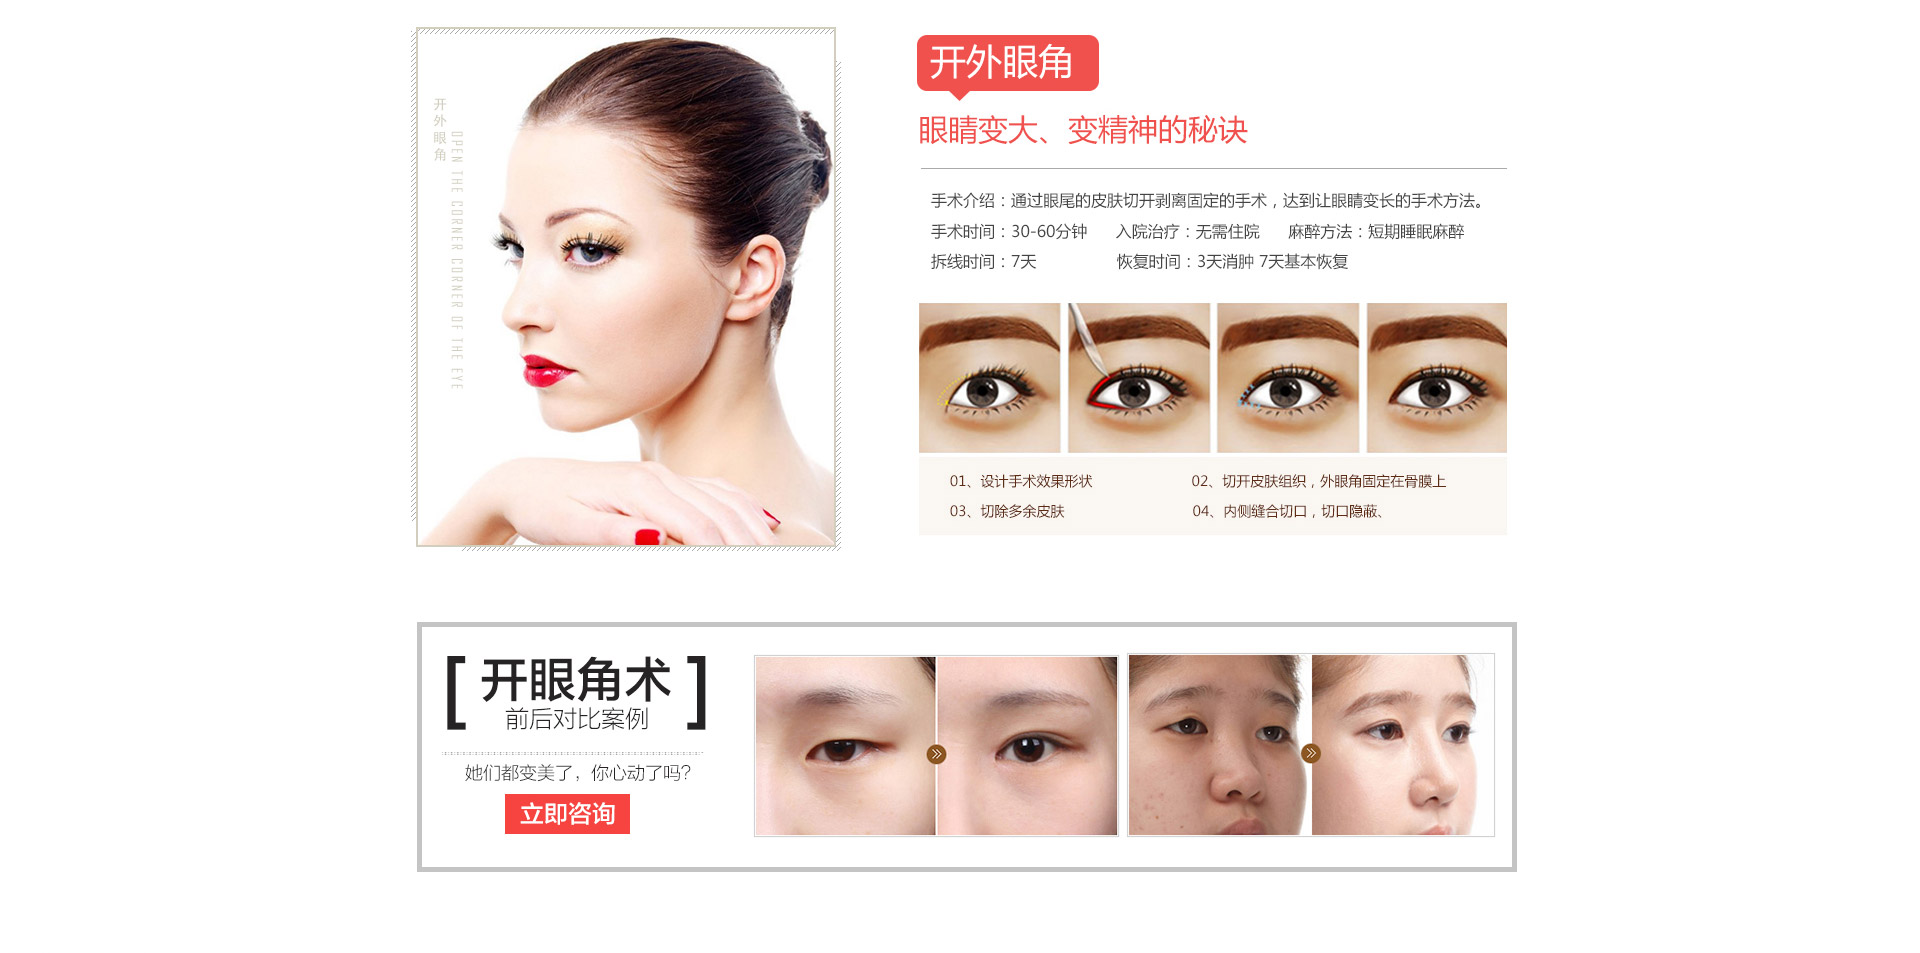 开外眼角
OPEN THE CORNER CORNER OF THE EYE
开外眼角
眼睛变大、变精神的秘诀
手术介绍：通过眼尾的皮肤切开剥离固定的手术，达到让眼睛变长的手术方法。
手术时间：30-60分钟 入院治疗：无需住院 麻醉方法：短期睡眠麻醉
拆线时间：7天 恢复时间：3天消肿 7天基本恢复
01、设计手术效果形状 02、切开皮肤组织，外眼角固定在骨膜上
03、切除多余皮肤 04、内侧缝合切口，切口隐蔽、
[ 开眼角术 ]
前后对比案例
她们都变美了，你心动了吗?
立即咨询